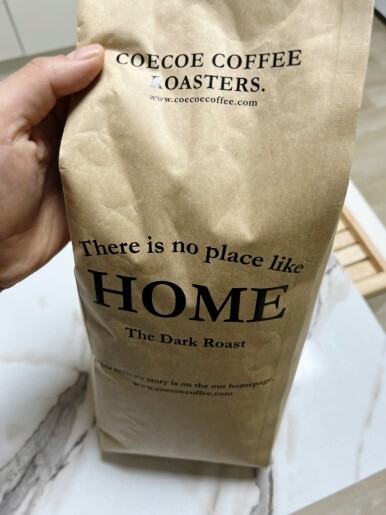 COECOE COFFEE
ROASTERS.
www.coecoecoffee.com
There is no place like
HOME
The Dark Roast
story is on the our homepage.
www.coecoecoffee.com